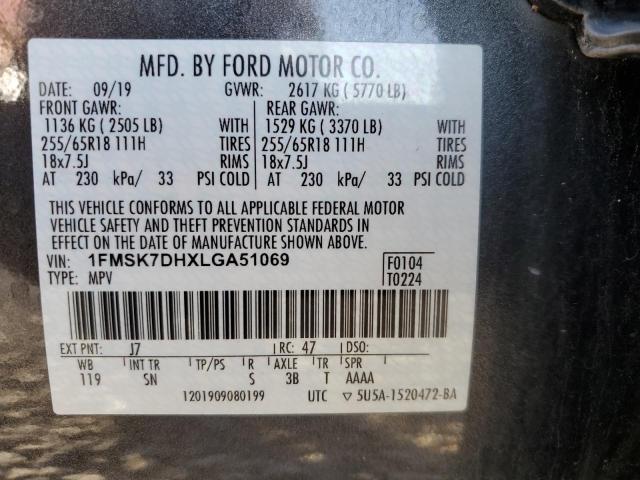 MFD. BY FORD MOTOR CO.
DATE: 09/19 GVWR: 2617 KG ( 5770 LB)
FRONT GAWR: REAR GAWR:
1136 KG ( 2505 LB) WITH 1529 KG ( 3370 LB) WITH
255/65R18 111H TIRES 255/65R18 111H TIRES
18x7.5J RIMS 18x7.5J RIMS
AT 230 kPa/ 33 PSI COLD AT 230 kPa/ 33 PSI COLD
THIS VEHICLE CONFORMS TO ALL APPLICABLE FEDERAL MOTOR
VEHICLE SAFETY AND THEFT PREVENTION STANDARDS IN
EFFECT ON THE DATE OF MANUFACTURE SHOWN ABOVE.
VIN: 1FMSK7DHXLGA51069 F0104
TYPE: MPV T0224
EXT PNT: J7 RC: 47 DSO:
WB INT TR TP/PS R AXLE TR SPR
119 SN S 3B T AAAA
1201909080199 UTC ▽ 5U5A-1520472-BA